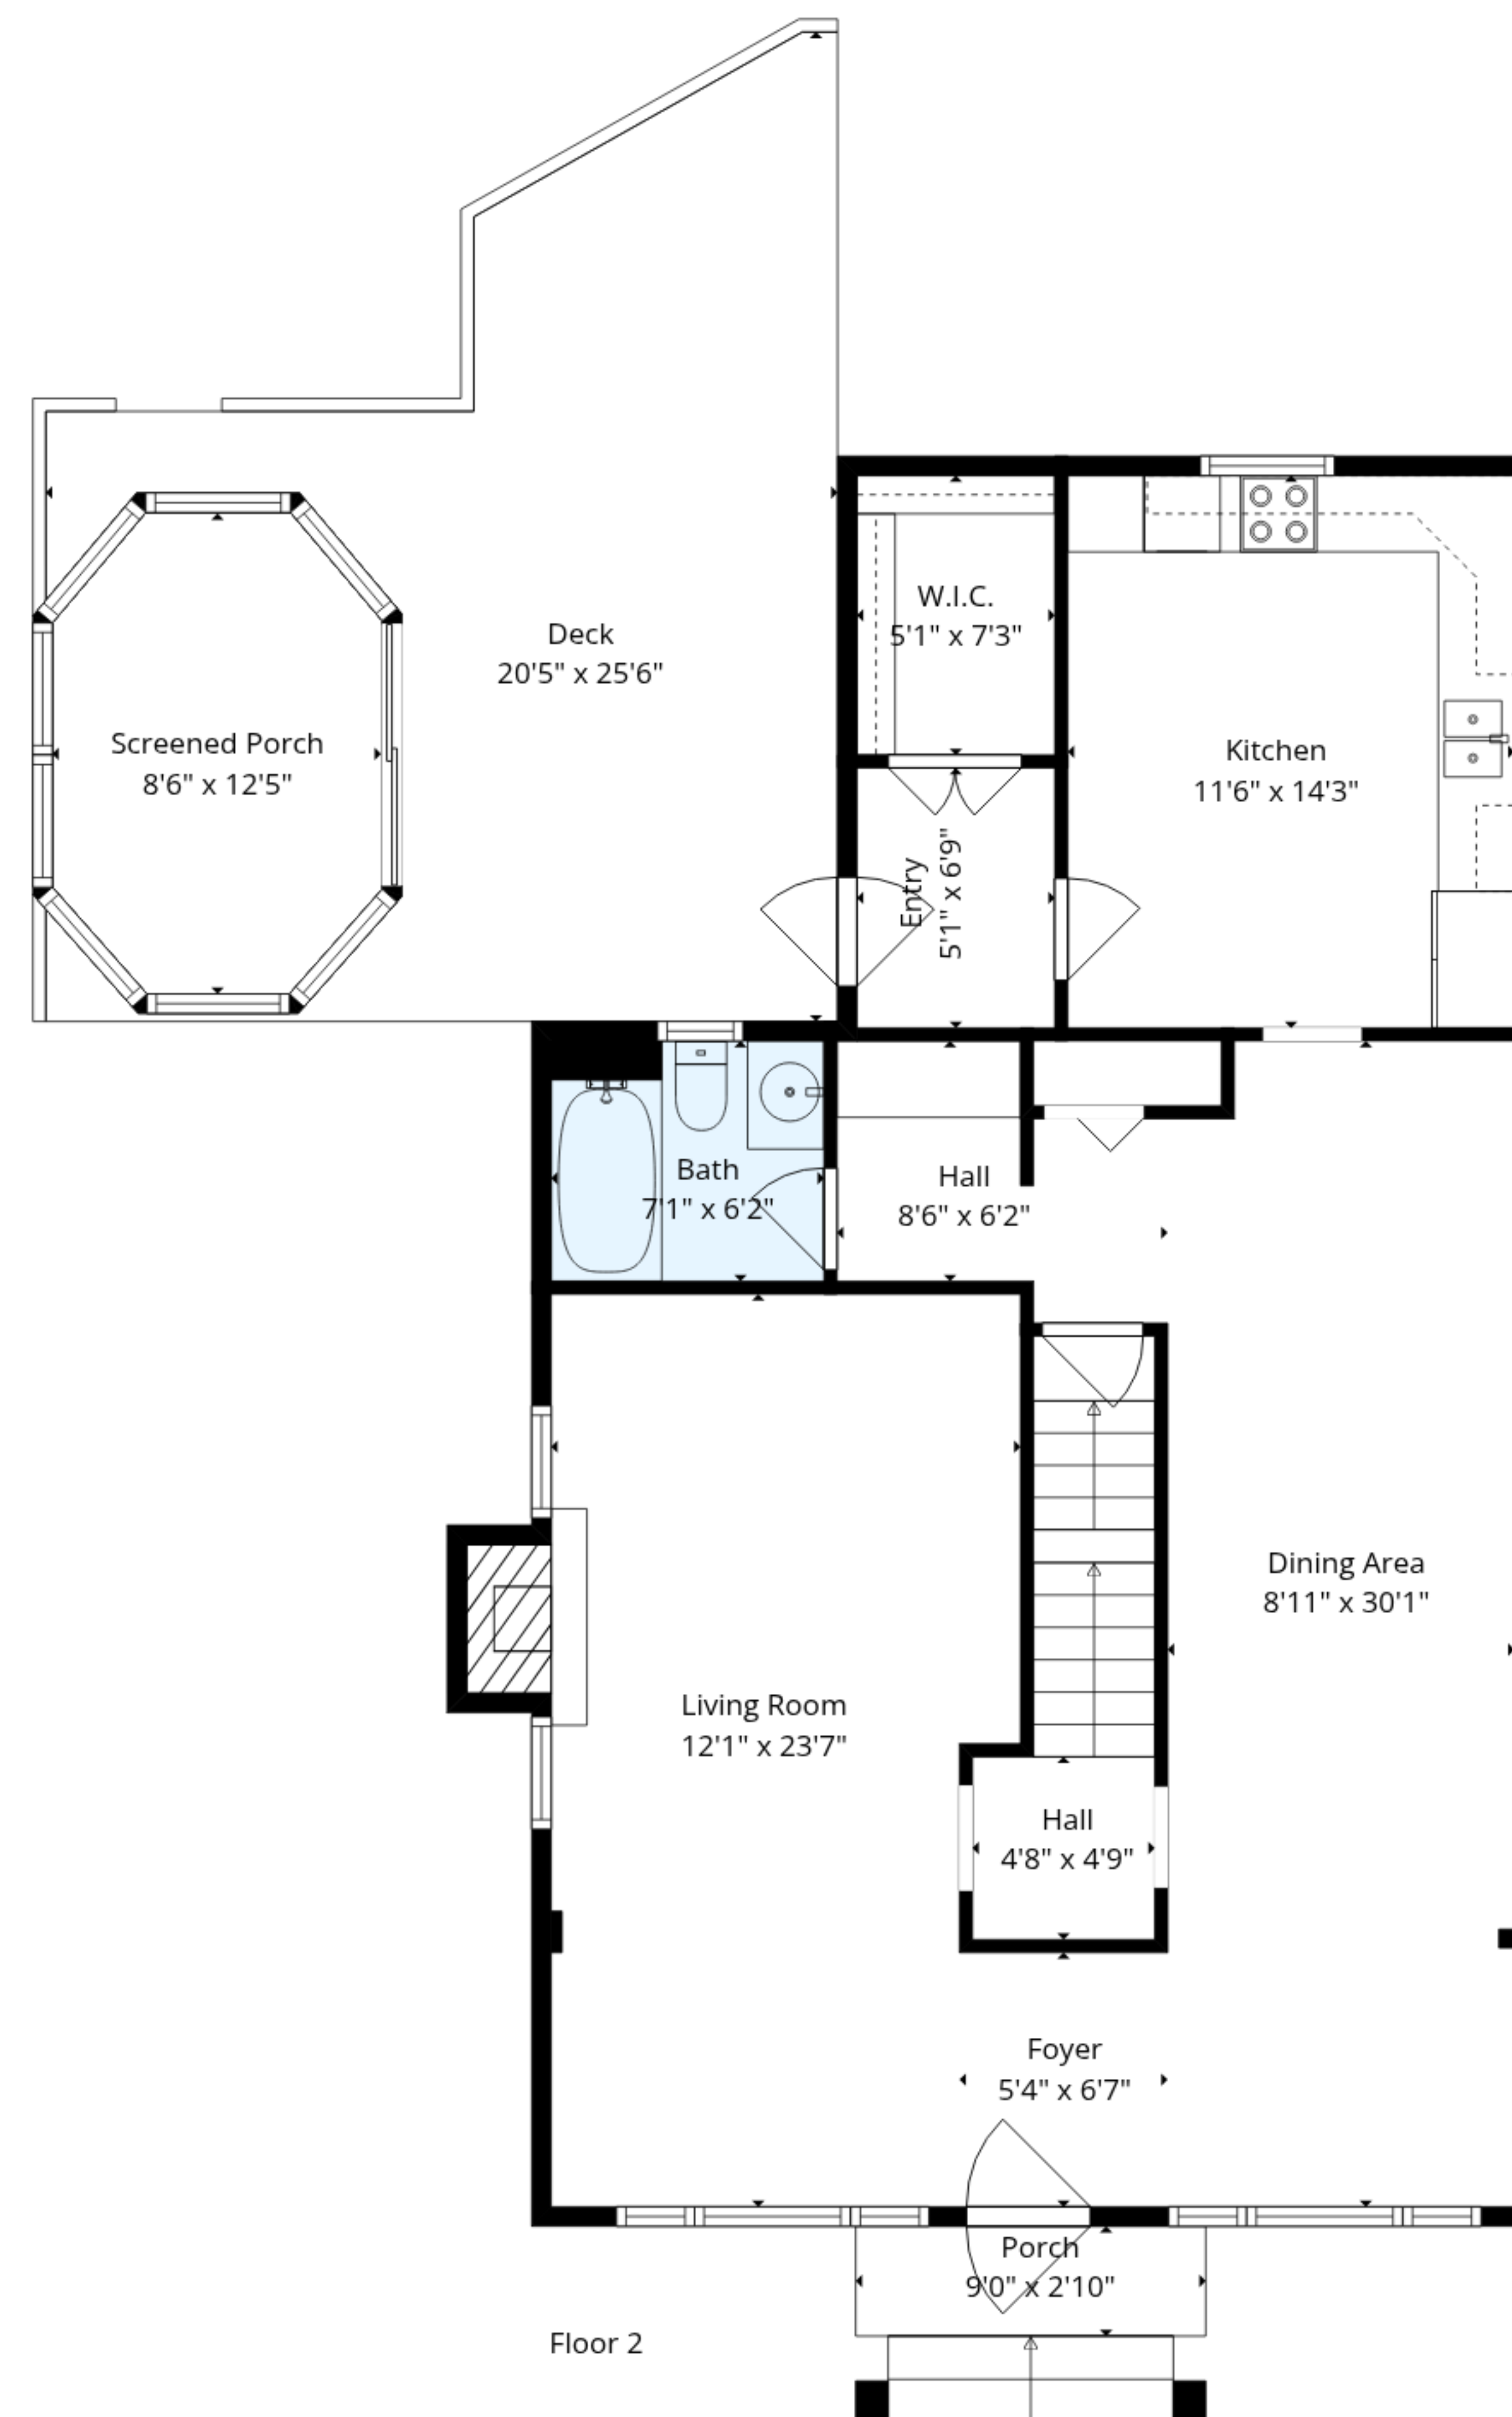 Deck
20'5" x 25'6"
W.I.C.
5'1" x 7'3"
Screened Porch
8'6" x 12'5"
Kitchen
11'6" x 14'3"
Entry
5'1" x 6'9"
Bath
7'1" x 6'2"
Hall
8'6" x 6'2"
Dining Area
8'11" x 30'1"
Living Room
12'1" x 23'7"
Hall
4'8" x 4'9"
Foyer
5'4" x 6'7"
Porch
9'0" x 2'10"
Floor 2